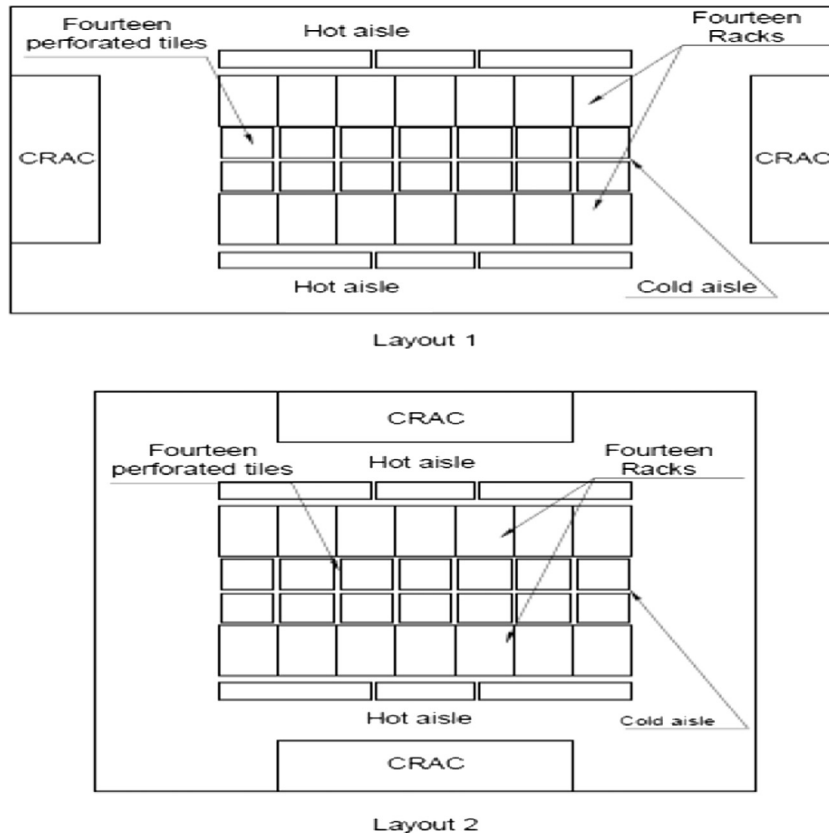 Fourteen
perforated tiles
Hot aisle
Fourteen
Racks
CRAC
CRAC
Hot aisle
Cold aisle
Layout 1
CRAC
Fourteen
perforated tiles
Hot aisle
Fourteen
Racks
Hot aisle
Cold aisle
CRAC
Layout 2